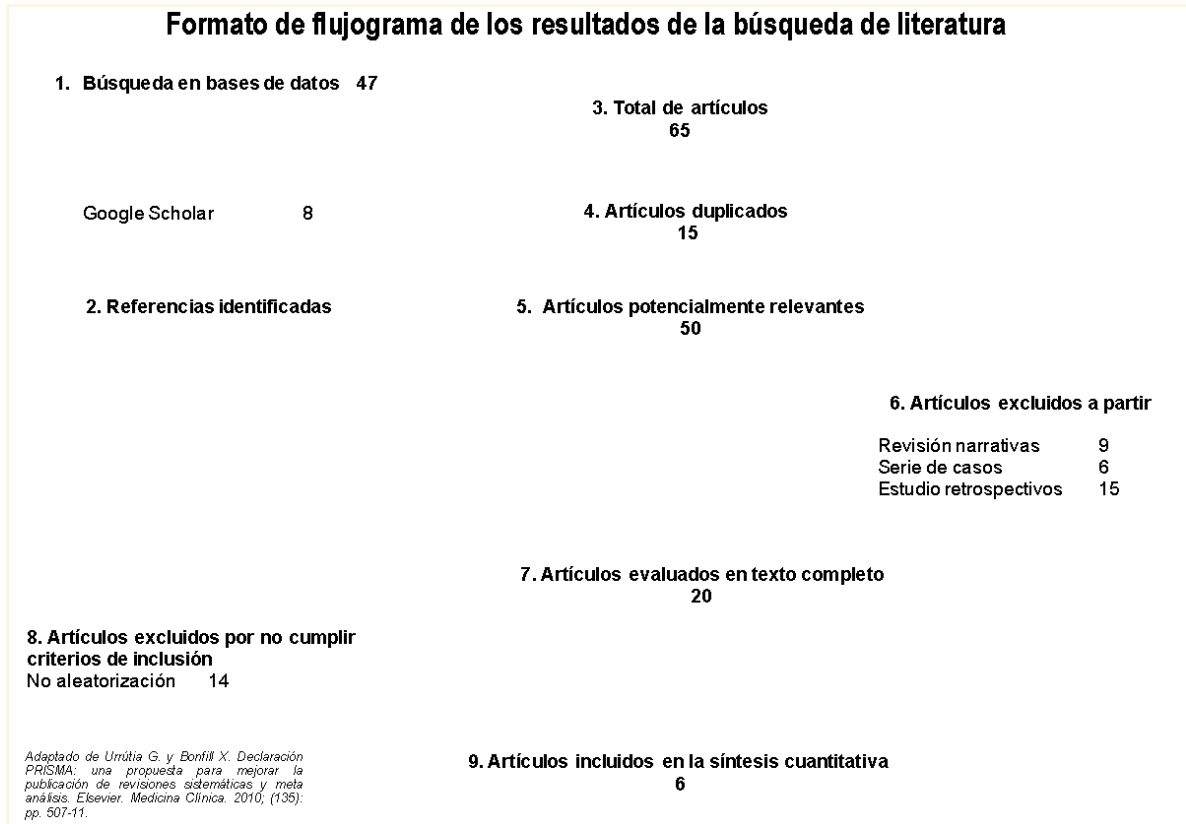 Formato de flujograma de los resultados de la búsqueda de literatura
1. Búsqueda en bases de datos 47
3. Total de artículos
65
Google Scholar 8
4. Artículos duplicados
15
2. Referencias identificadas
5. Artículos potencialmente relevantes
50
6. Artículos excluidos a partir
Revisión narrativas 9
Serie de casos 6
Estudio retrospectivos 15
7. Artículos evaluados en texto completo
20
8. Artículos excluidos por no cumplir
criterios de inclusión
No aleatorización 14
Adaptado de Urrútia G. y Bonfill X. Declaración
PRISMA: una propuesta para mejorar la
publicación de revisiones sistemáticas y meta
análisis. Elsevier. Medicina Clínica. 2010; (135):
pp. 507-11.
9. Artículos incluidos en la síntesis cuantitativa
6